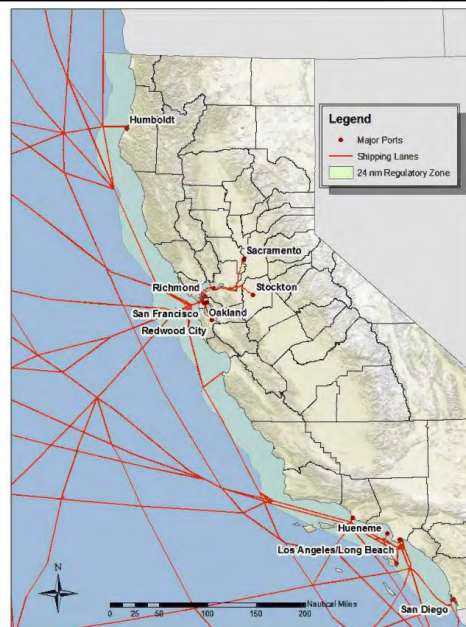 Legend
Major Ports
Shipping Lanes
24 nm Regulatory Zone
Humboldt
Sacramento
Richmond
Stockton
San Francisco
Oakland
Redwood City
Hueneme
Los Angeles/Long Beach
San Diego
N
Nautical Miles
0 25 50 100 150 200